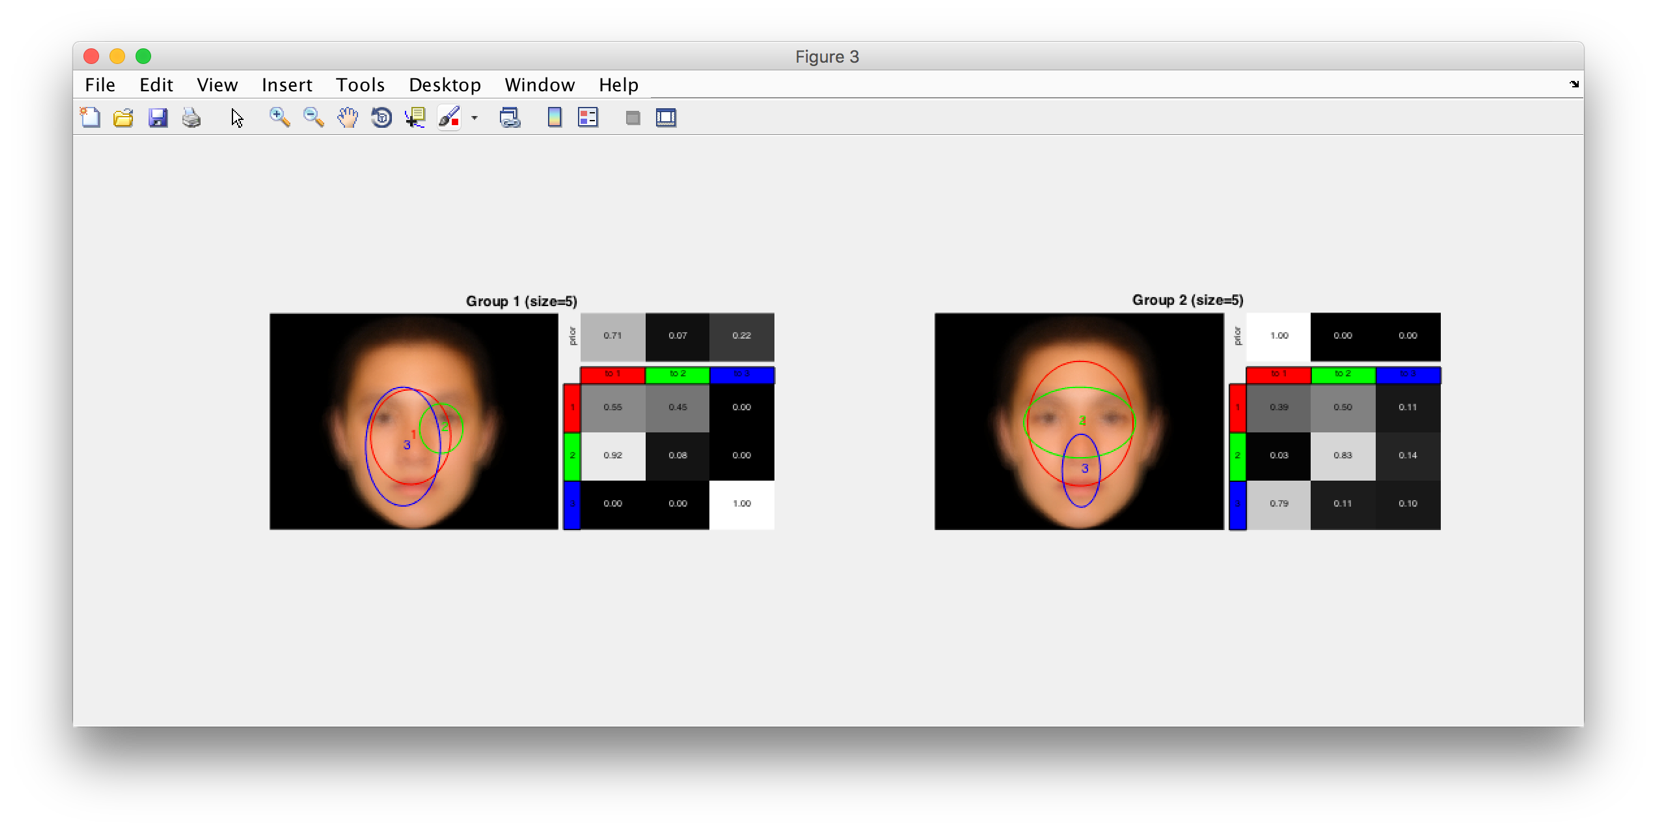 Figure 3
File Edit View Insert Tools Desktop Window Help
Group 1 (size=5)
prior 0.71 0.07 0.22
to 1 to 2 to 3
1 0.55 0.45 0.00
2 0.92 0.08 0.00
3 0.00 0.00 1.00
1
2
3
Group 2 (size=5)
prior 1.00 0.00 0.00
to 1 to 2 to 3
1 0.39 0.50 0.11
2 0.03 0.83 0.14
3 0.79 0.11 0.10
3